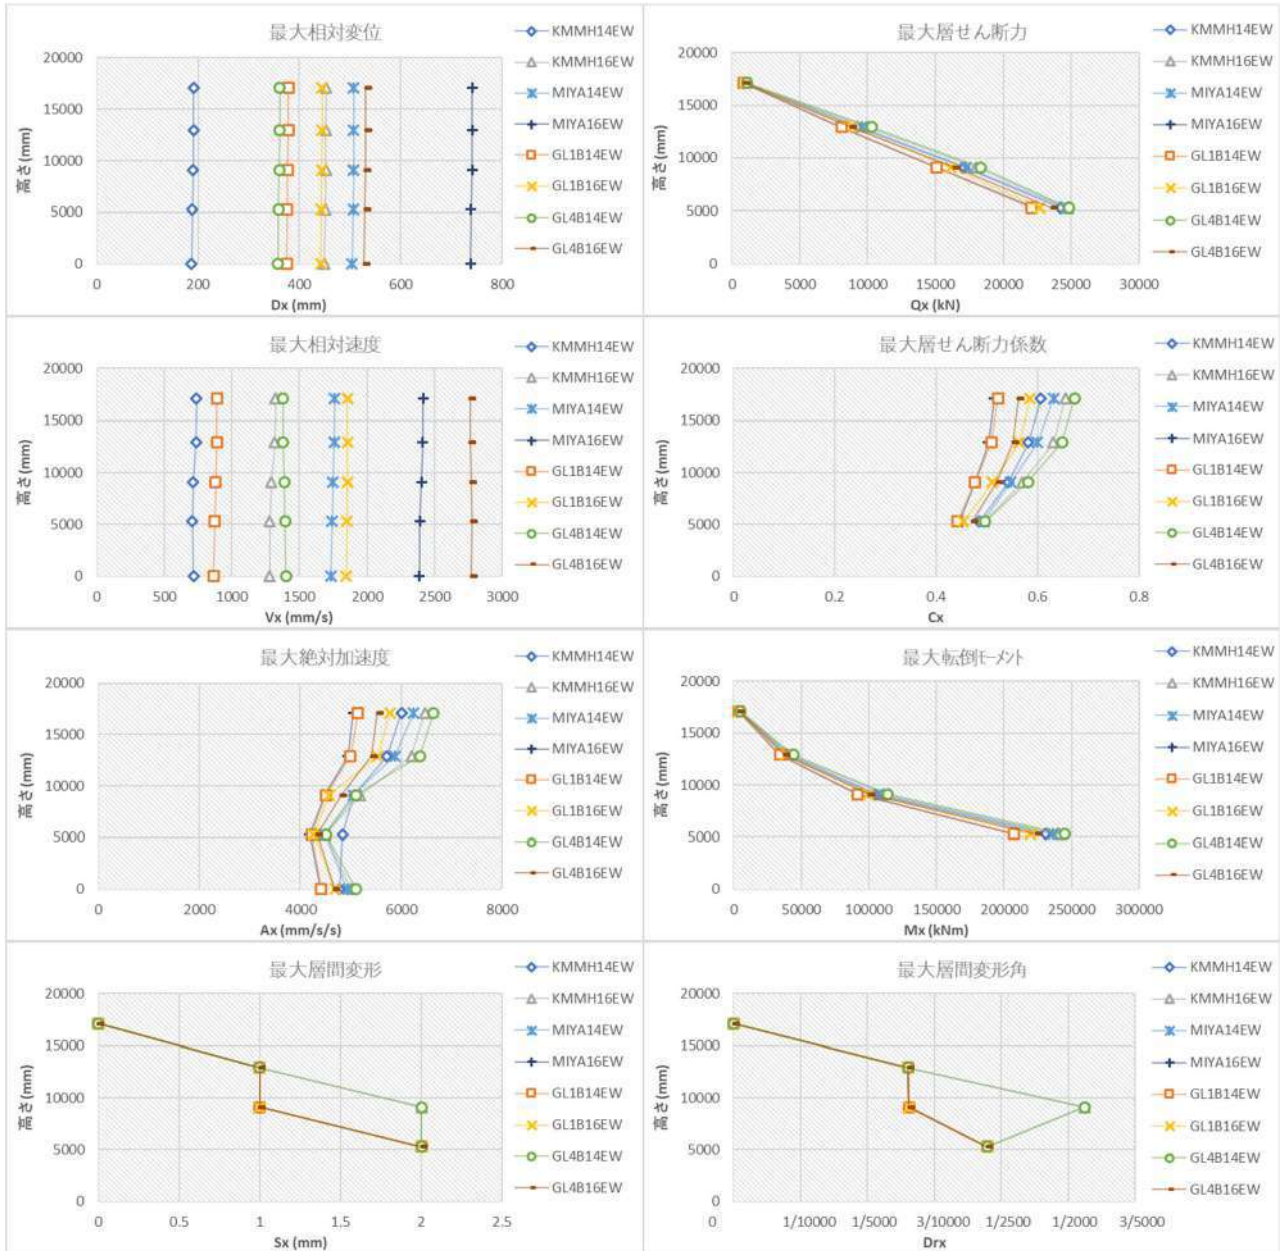 最大相対変位
20000
15000
10000
5000
0
高さ(mm)
0 200 400 600 800
Dx (mm)
KMMH14EW
KMMH16EW
MIYA14EW
MIYA16EW
GL1B14EW
GL1B16EW
GL4B14EW
GL4B16EW
最大層せん断力
20000
15000
10000
5000
0
高さ(mm)
0 5000 10000 15000 20000 25000 30000
Qx (kN)
KMMH14EW
KMMH16EW
MIYA14EW
MIYA16EW
GL1B14EW
GL1B16EW
GL4B14EW
GL4B16EW
最大相対速度
20000
15000
10000
5000
0
高さ(mm)
0 500 1000 1500 2000 2500 3000
Vx (mm/s)
KMMH14EW
KMMH16EW
MIYA14EW
MIYA16EW
GL1B14EW
GL1B16EW
GL4B14EW
GL4B16EW
最大層せん断力係数
20000
15000
10000
5000
0
高さ(mm)
0 0.2 0.4 0.6 0.8
Cx
KMMH14EW
KMMH16EW
MIYA14EW
MIYA16EW
GL1B14EW
GL1B16EW
GL4B14EW
GL4B16EW
最大絶対加速度
20000
15000
10000
5000
0
高さ(mm)
0 2000 4000 6000 8000
Ax (mm/s/s)
KMMH14EW
KMMH16EW
MIYA14EW
MIYA16EW
GL1B14EW
GL1B16EW
GL4B14EW
GL4B16EW
最大転倒ﾓｰﾒﾝﾄ
20000
15000
10000
5000
0
高さ(mm)
0 50000 100000 150000 200000 250000 300000
Mx (kNm)
KMMH14EW
KMMH16EW
MIYA14EW
MIYA16EW
GL1B14EW
GL1B16EW
GL4B14EW
GL4B16EW
最大層間変形
20000
15000
10000
5000
0
高さ(mm)
0 0.5 1 1.5 2 2.5
Sx (mm)
KMMH14EW
KMMH16EW
MIYA14EW
MIYA16EW
GL1B14EW
GL1B16EW
GL4B14EW
GL4B16EW
最大層間変形角
20000
15000
10000
5000
0
高さ(mm)
0 1/10000 1/5000 3/10000 1/2500 1/2000 3/5000
Drx
KMMH14EW
KMMH16EW
MIYA14EW
MIYA16EW
GL1B14EW
GL1B16EW
GL4B14EW
GL4B16EW